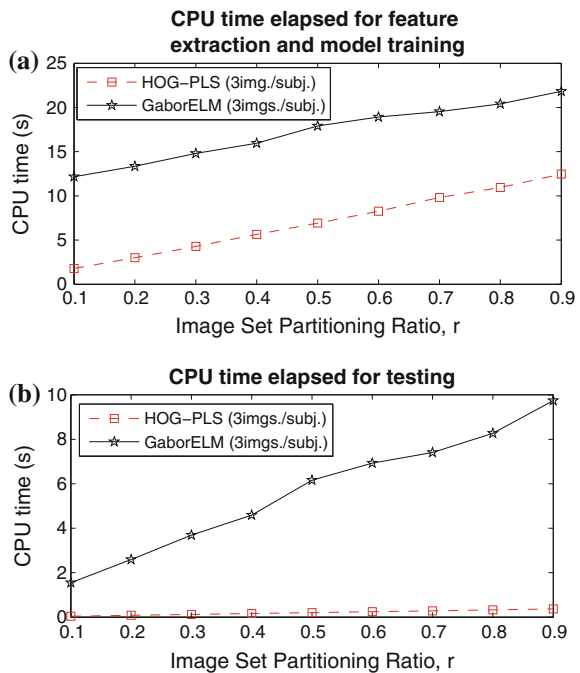 CPU time elapsed for feature
extraction and model training
(a)
25
20
15
10
5
0
CPU time (s)
HOG-PLS (3img./subj.)
GaborELM (3imgs./subj.)
0.1 0.2 0.3 0.4 0.5 0.6 0.7 0.8 0.9
Image Set Partitioning Ratio, r
CPU time elapsed for testing
(b)
10
8
6
4
2
0
CPU time (s)
HOG-PLS (3imgs./subj.)
GaborELM (3imgs./subj.)
0.1 0.2 0.3 0.4 0.5 0.6 0.7 0.8 0.9
Image Set Partitioning Ratio, r